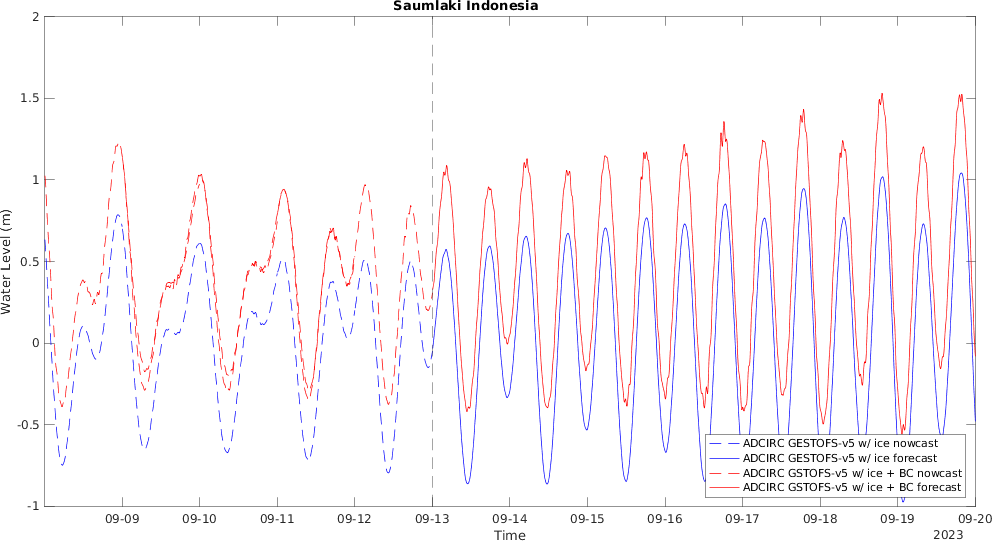 Saumlaki Indonesia
2
1.5
1
0.5
0
-0.5
-1
Water Level (m)
09-09 09-10 09-11 09-12 09-13 09-14 09-15 09-16 09-17 09-18 09-19 09-20
Time
2023
ADCIRC GESTOFS-v5 w/ ice nowcast
ADCIRC GESTOFS-v5 w/ ice forecast
ADCIRC GSTOFS-v5 w/ ice + BC nowcast
ADCIRC GSTOFS-v5 w/ ice + BC forecast